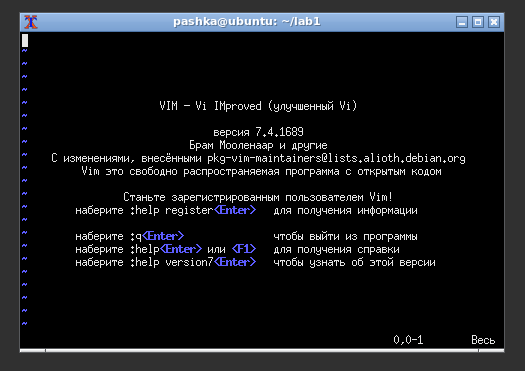 pashka@ubuntu: ~/lab1
~
~
~
~
VIM - Vi IMproved (улучшенный Vi)
~
версия 7.4.1689
Брам Мооленаар и другие
С изменениями, внесёнными pkg-vim-maintainers@lists.alioth.debian.org
Vim это свободно распространяемая программа с открытым кодом
~
Станьте зарегистрированным пользователем Vim!
наберите :help register<Enter> для получения информации
~
наберите :q<Enter> чтобы выйти из программы
наберите :help<Enter> или <F1> для получения справки
наберите :help version7<Enter> чтобы узнать об этой версии
~
~
~
~
~
0,0-1 Весь